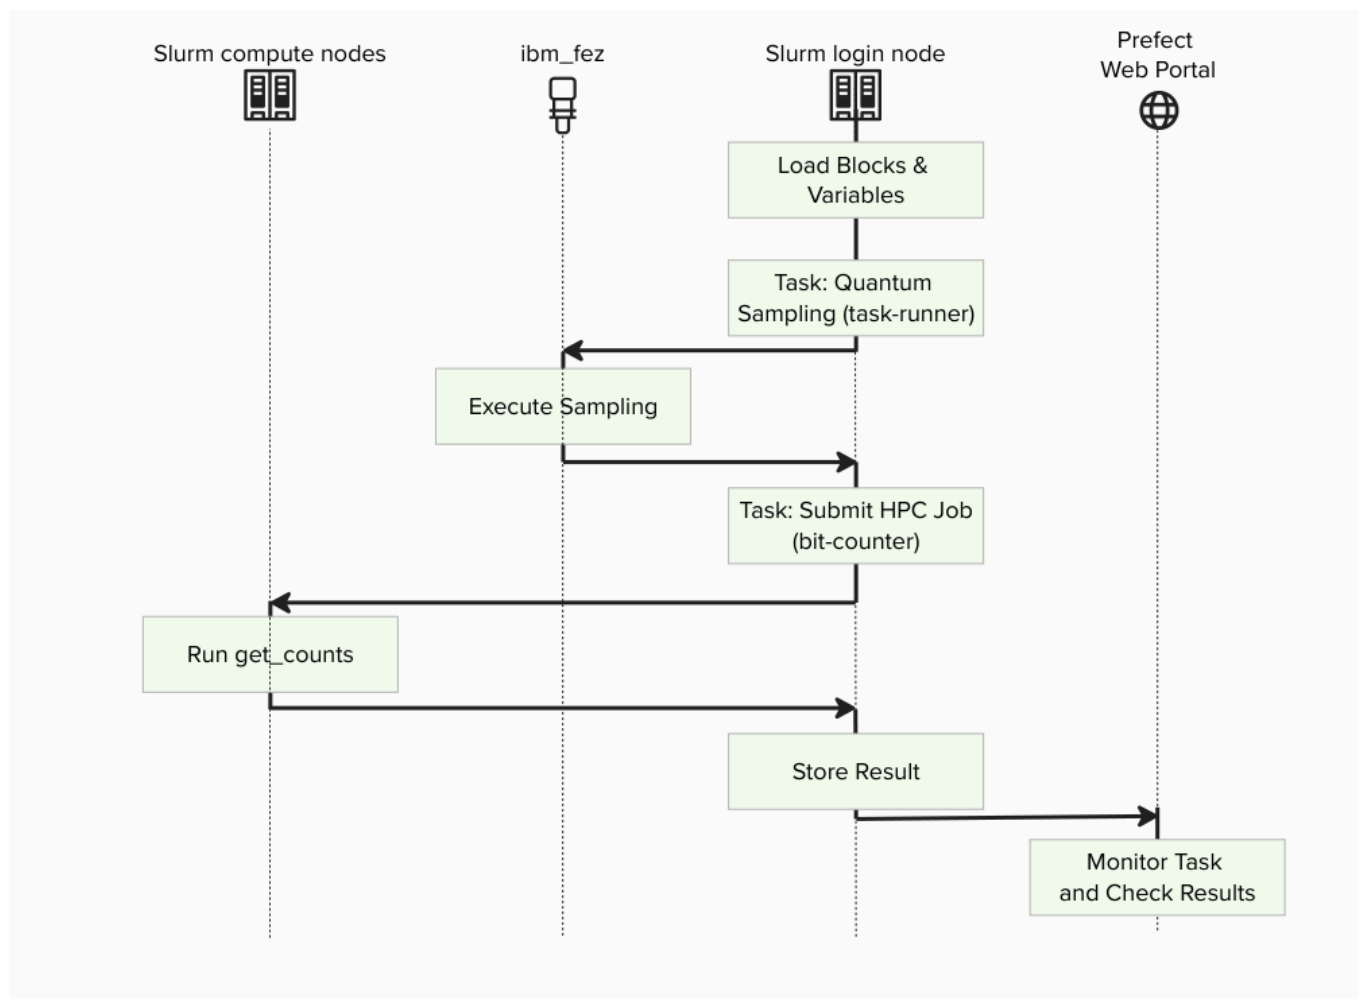 Slurm compute nodes
ibm_fez
Slurm login node
Prefect
Web Portal
Load Blocks &
Variables
Task: Quantum
Sampling (task-runner)
Execute Sampling
Task: Submit HPC Job
(bit-counter)
Run get_counts
Store Result
Monitor Task
and Check Results